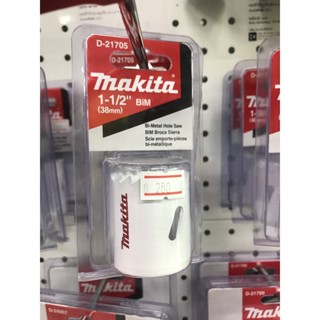 D-21705
D-21705
makita
1-1/2" BiM
(38mm)
Bi-Metal Hole Saw
BIM Broca Sierra
Scie emporte-pièces
bi-métallique
260
makita